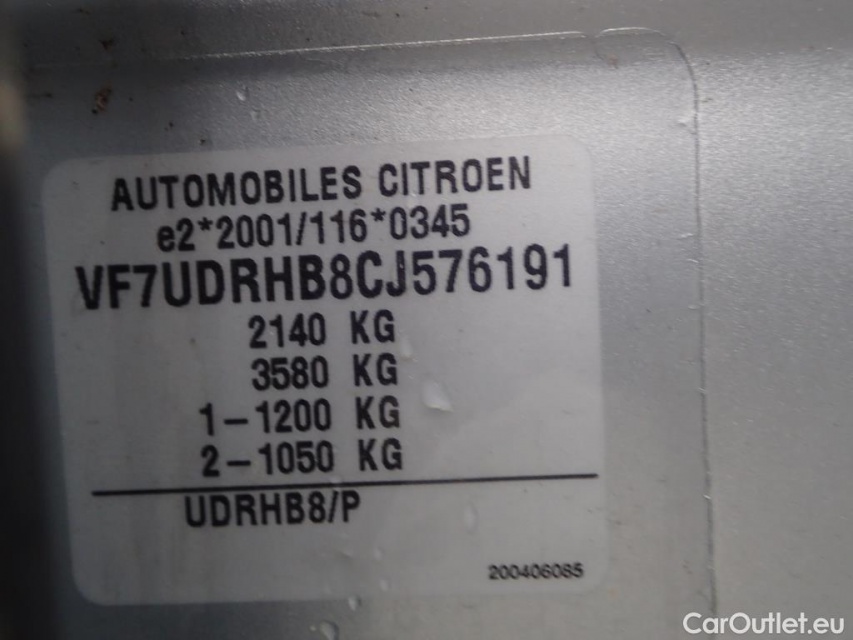 AUTOMOBILES CITROEN
e2*2001/116*0345
VF7UDRHB8CJ576191
2140 KG
3580 KG
1-1200 KG
2-1050 KG
UDRHB8/P
200406085
CarOutlet.eu